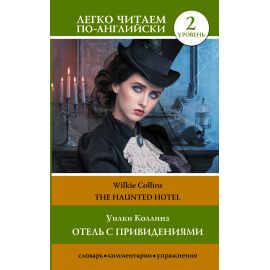 ЛЕГКО ЧИТАЕМ
ПО-АНГЛИЙСКИ
2
УРОВЕНЬ
Wilkie Collins
THE HAUNTED HOTEL
Уилки Коллинз
ОТЕЛЬ С ПРИВИДЕНИЯМИ
словарь • комментарии • упражнения